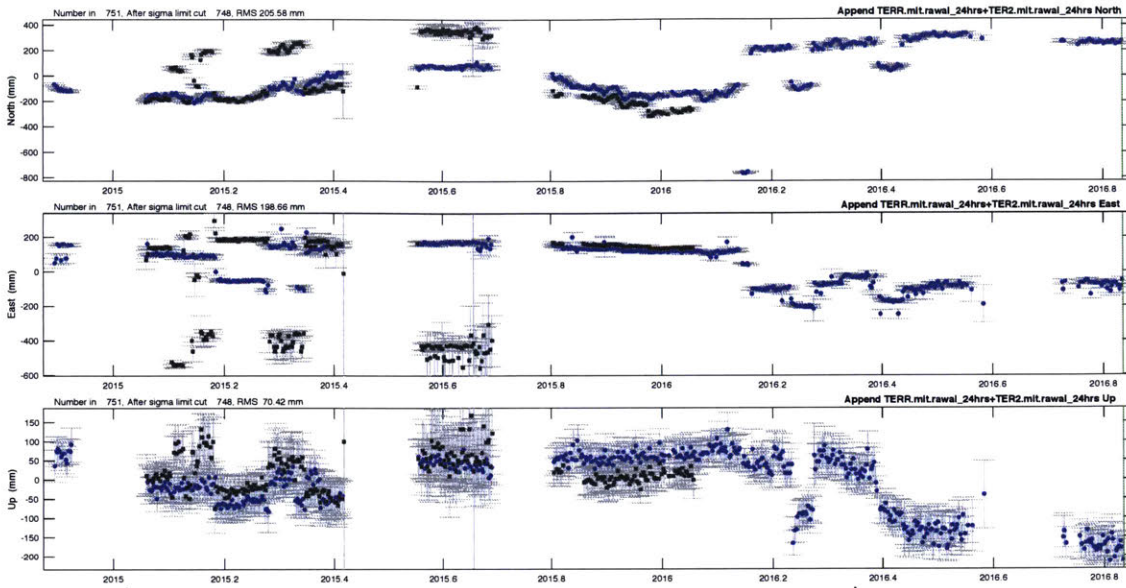 Number in 751, After sigma limit cut 748, RMS 205.58 mm
Append TERR.mit.rawal_24hrs+TER2.mit.rawal_24hrs North
North (mm)
400
200
0
-200
-400
-600
-800
2015 2015.2 2015.4 2015.6 2015.8 2016 2016.2 2016.4 2016.6 2016.8
Number in 751, After sigma limit cut 748, RMS 198.66 mm
Append TERR.mit.rawal_24hrs+TER2.mit.rawal_24hrs East
East (mm)
200
0
-200
-400
-600
2015 2015.2 2015.4 2015.6 2015.8 2016 2016.2 2016.4 2016.6 2016.8
Number in 751, After sigma limit cut 748, RMS 70.42 mm
Append TERR.mit.rawal_24hrs+TER2.mit.rawal_24hrs Up
Up (mm)
150
100
50
0
-50
-100
-150
-200
2015 2015.2 2015.4 2015.6 2015.8 2016 2016.2 2016.4 2016.6 2016.8